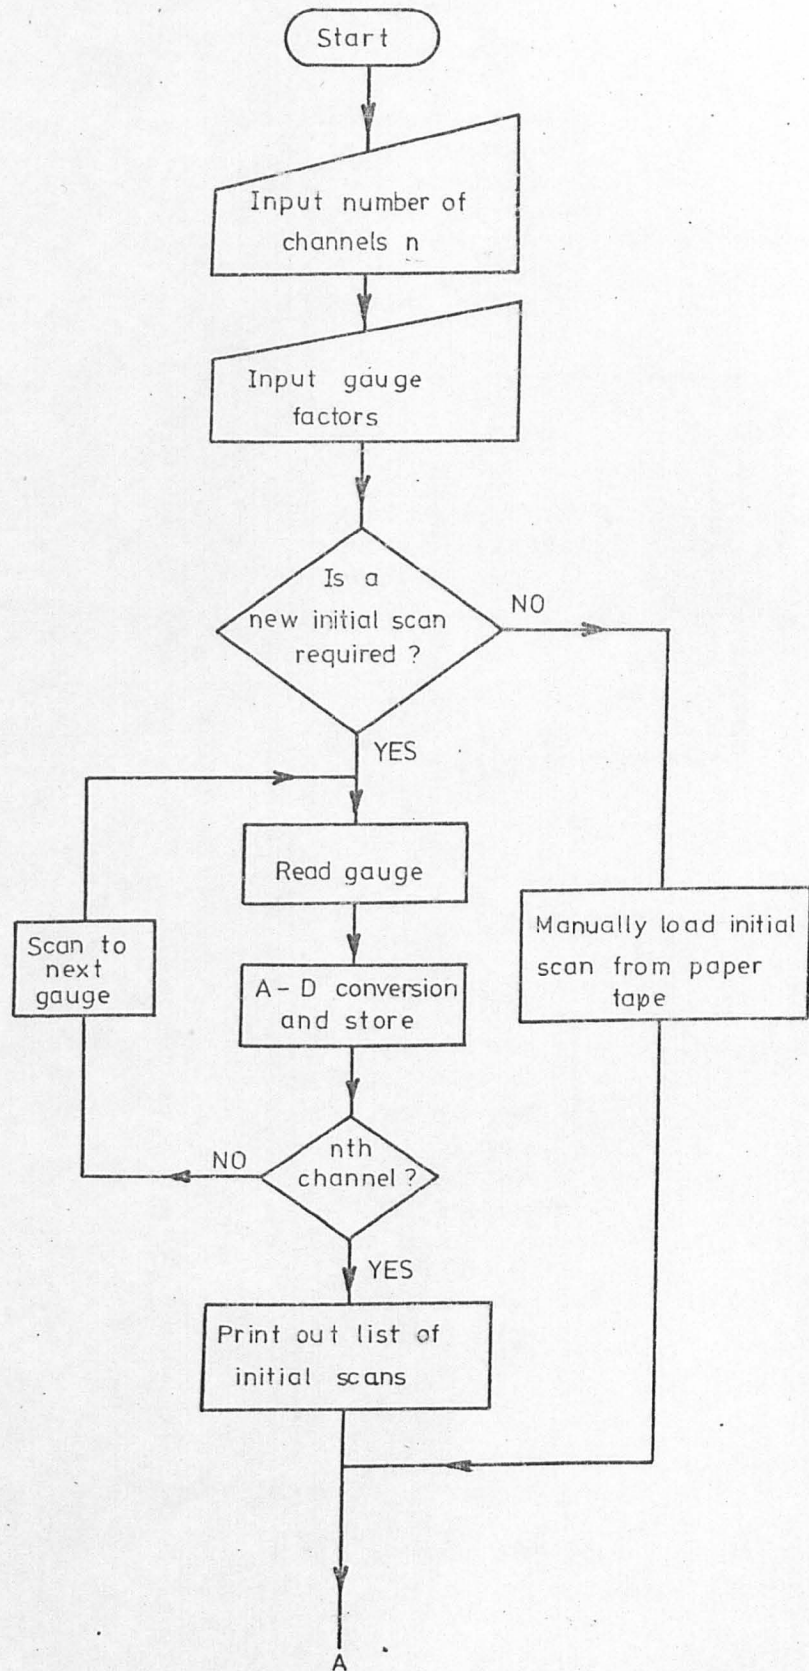 Start
Input number of
channels n
Input gauge
factors
Is a
new initial scan
required ?
NO
YES
Read gauge
Manually load initial
scan from paper
tape
Scan to
next
gauge
A - D conversion
and store
nth
channel ?
NO
YES
Print out list of
initial scans
A